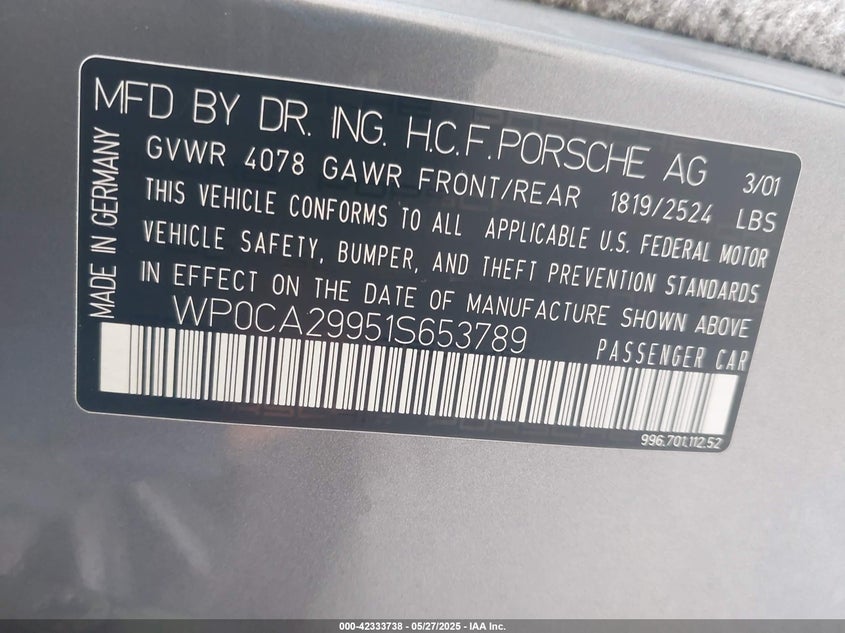 MFD BY DR. ING. H.C.F.PORSCHE AG 3/01
GVWR 4078 GAWR FRONT/REAR 1819/2524 LBS
THIS VEHICLE CONFORMS TO ALL APPLICABLE U.S. FEDERAL MOTOR
VEHICLE SAFETY, BUMPER, AND THEFT PREVENTION STANDARDS
IN EFFECT ON THE DATE OF MANUFACTURE SHOWN ABOVE
WP0CA29951S653789 PASSENGER CAR
MADE IN GERMANY
996.701.112.52
000-42333738 — 05/27/2025 — IAA Inc.